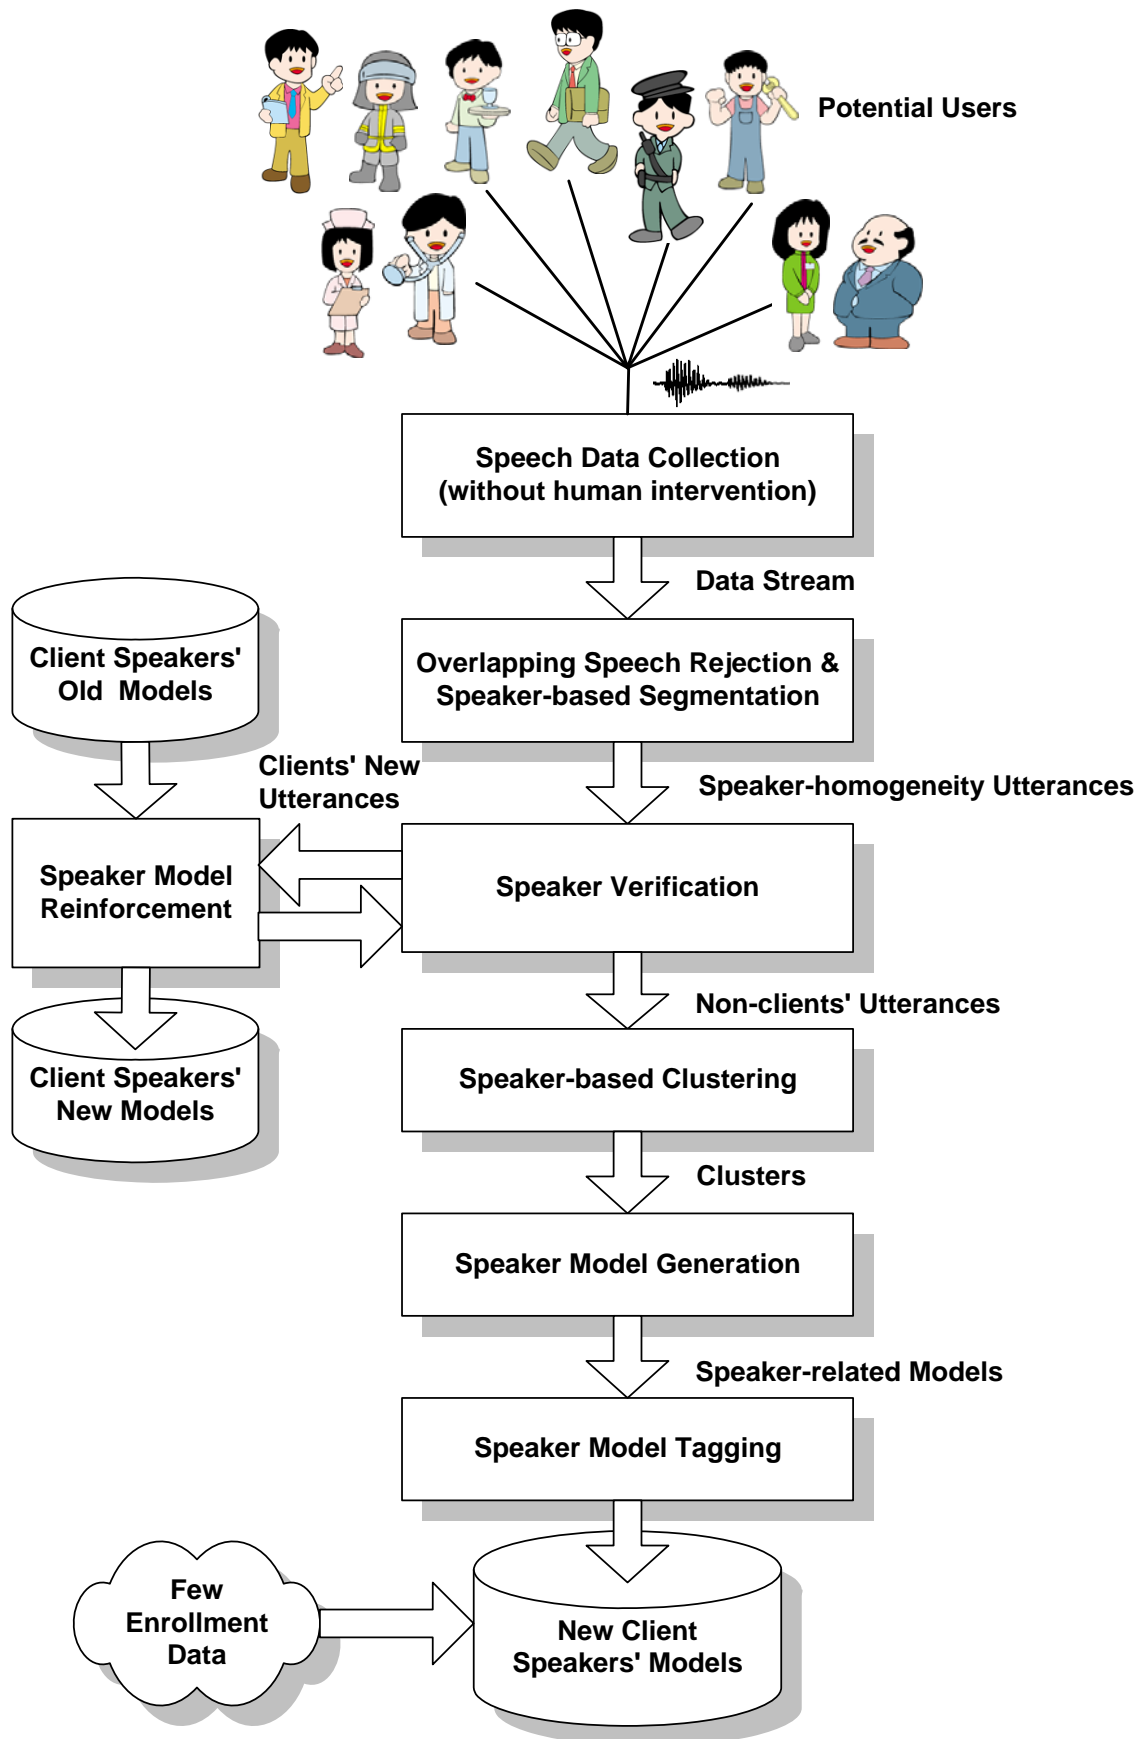 Potential Users
Speech Data Collection
(without human intervention)
Data Stream
Client Speakers'
Old Models
Overlapping Speech Rejection &
Speaker-based Segmentation
Clients' New
Utterances
Speaker-homogeneity Utterances
Speaker Model
Reinforcement
Speaker Verification
Non-clients' Utterances
Client Speakers'
New Models
Speaker-based Clustering
Clusters
Speaker Model Generation
Speaker-related Models
Speaker Model Tagging
Few
Enrollment
Data
New Client
Speakers' Models